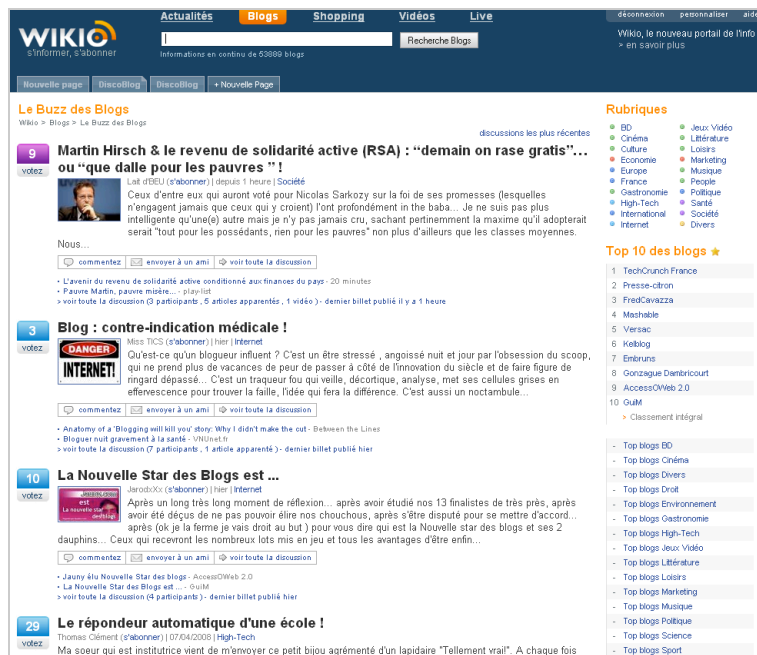 Actualités Blogs Shopping Vidéos Live
déconnexion personnaliser aide
WIKIO
s'informer, s'abonner
Recherche Blogs
Informations en continu de 53889 blogs
Wikio, le nouveau portail de l'info
> en savoir plus
Nouvelle page DiscoBlog DiscoBlog + Nouvelle Page
Le Buzz des Blogs
Wikio > Blogs > Le Buzz des Blogs
discussions les plus récentes
9
votez
Martin Hirsch & le revenu de solidarité active (RSA) : “demain on rase gratis”...
ou “que dalle pour les pauvres ” !
Lait d'BEU (s'abonner) | depuis 1 heure | Société
Ceux d'entre eux qui auront voté pour Nicolas Sarkozy sur la foi de ses promesses (lesquelles
n'engagent jamais que ceux qui y croient) l'ont profondément in the baba... Je ne suis pas plus
intelligente qu'une(e) autre mais je n'y pas jamais cru, sachant pertinemment la maxime qu'il adopterait
serait "tout pour les possédants, rien pour les pauvres" non plus d'ailleurs que les classes moyennes.
Nous...
commentez envoyer à un ami voir toute la discussion
• L'avenir du revenu de solidarité active conditionné aux finances du pays - 20 minutes
• Pauvre Martin, pauvre misère... - play-list
> voir toute la discussion (3 participants , 5 articles apparentés , 1 vidéo ) - dernier billet publié il y a 1 heure
3
votez
Blog : contre-indication médicale !
Miss TICS (s'abonner) | hier | Internet
DANGER
INTERNET!
Qu'est-ce qu'un blogueur influent ? C'est un être stressé , angoissé nuit et jour par l'obsession du scoop,
qui ne prend plus de vacances de peur de passer à côté de l'innovation du siècle et de faire figure de
ringard dépassé... C'est un traqueur fou qui veille, décortique, analyse, met ses cellules grises en
effervescence pour trouver la faille, l'idée qui fera la différence. C'est aussi un noctambule...
commentez envoyer à un ami voir toute la discussion
• Anatomy of a 'Blogging will kill you' story: Why I didn't make the cut - Between the Lines
• Bloguer nuit gravement à la santé - VNUnet.fr
> voir toute la discussion (7 participants , 1 article apparenté ) - dernier billet publié hier
10
votez
La Nouvelle Star des Blogs est ...
JarodxXx (s'abonner) | hier | Internet
est
La nouvelle star
des blogs
Après un long très long moment de réflexion... après avoir étudié nos 13 finalistes de très près, après
avoir été déçus de ne pas pouvoir élire nos chouchous, après s'être disputé pour se mettre d'accord...
après (ok je la ferme je vais droit au but ) pour vous dire qui est la Nouvelle star des blogs et ses 2
dauphins... Ceux qui recevront les nombreux lots mis en jeu et tous les avantages d'être enfin...
commentez envoyer à un ami voir toute la discussion
• Jauny élu Nouvelle Star des blogs - AccessOWeb 2.0
• La Nouvelle Star des Blogs est ... - GuiM
> voir toute la discussion (4 participants ) - dernier billet publié hier
29
votez
Le répondeur automatique d'une école !
Thomas Clément (s'abonner) | 07/04/2008 | High-Tech
Ma soeur qui est institutrice vient de m'envoyer ce petit bijou agrémenté d'un lapidaire "Tellement vrai!". A chaque fois
Rubriques
BD Jeux Vidéo
Cinéma Littérature
Culture Loisirs
Economie Marketing
Europe Musique
France People
Gastronomie Politique
High-Tech Santé
International Société
Internet Divers
Top 10 des blogs
1 TechCrunch France
2 Presse-citron
3 FredCavazza
4 Mashable
5 Versac
6 Kelblog
7 Embruns
8 Gonzague Dambricourt
9 AccessOWeb 2.0
10 GuiM
> Classement intégral
- Top blogs BD
- Top blogs Cinéma
- Top blogs Divers
- Top blogs Droit
- Top blogs Environnement
- Top blogs Gastronomie
- Top blogs High-Tech
- Top blogs Jeux Vidéo
- Top blogs Littérature
- Top blogs Loisirs
- Top blogs Marketing
- Top blogs Musique
- Top blogs Politique
- Top blogs Science
- Top blogs Sport